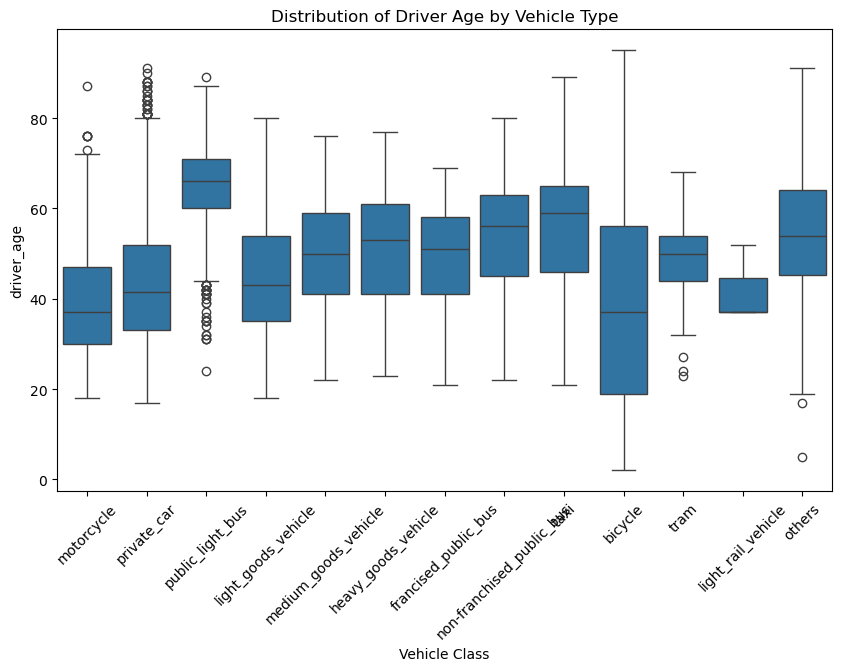 Distribution of Driver Age by Vehicle Type
driver_age
80
60
40
20
0
motorcycle
private_car
public_light_bus
light_goods_vehicle
medium_goods_vehicle
heavy_goods_vehicle
francised_public_bus
non-franchised_public_bus
taxi
bicycle
tram
light_rail_vehicle
others
Vehicle Class